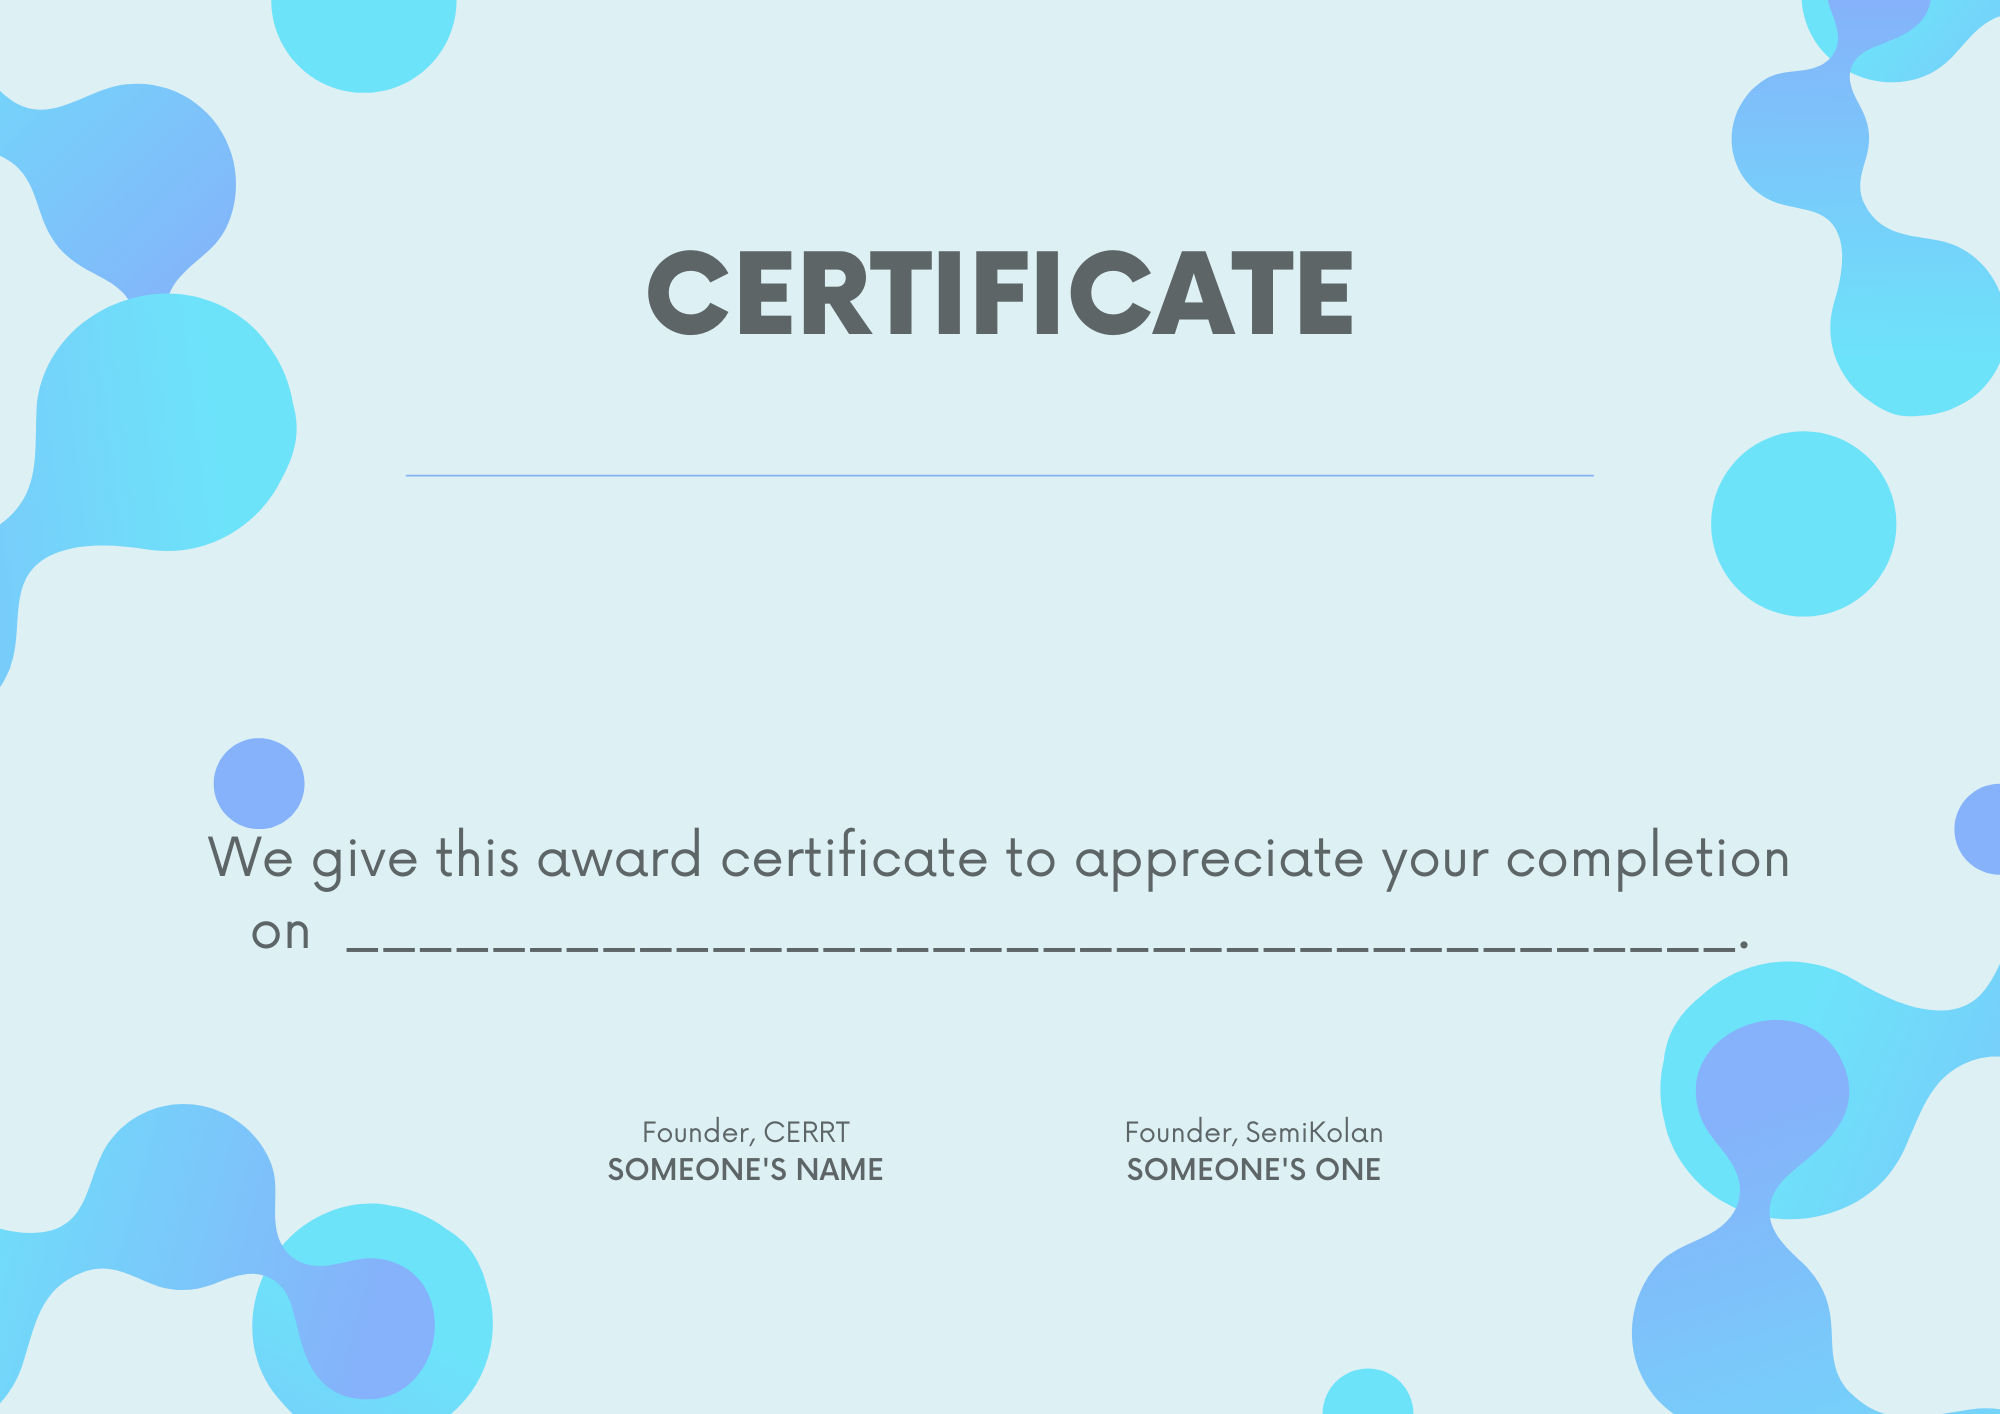 CERTIFICATE
We give this award certificate to appreciate your completion
on ______________________________________.
Founder, CERRT
SOMEONE'S NAME
Founder, SemiKolan
SOMEONE'S ONE